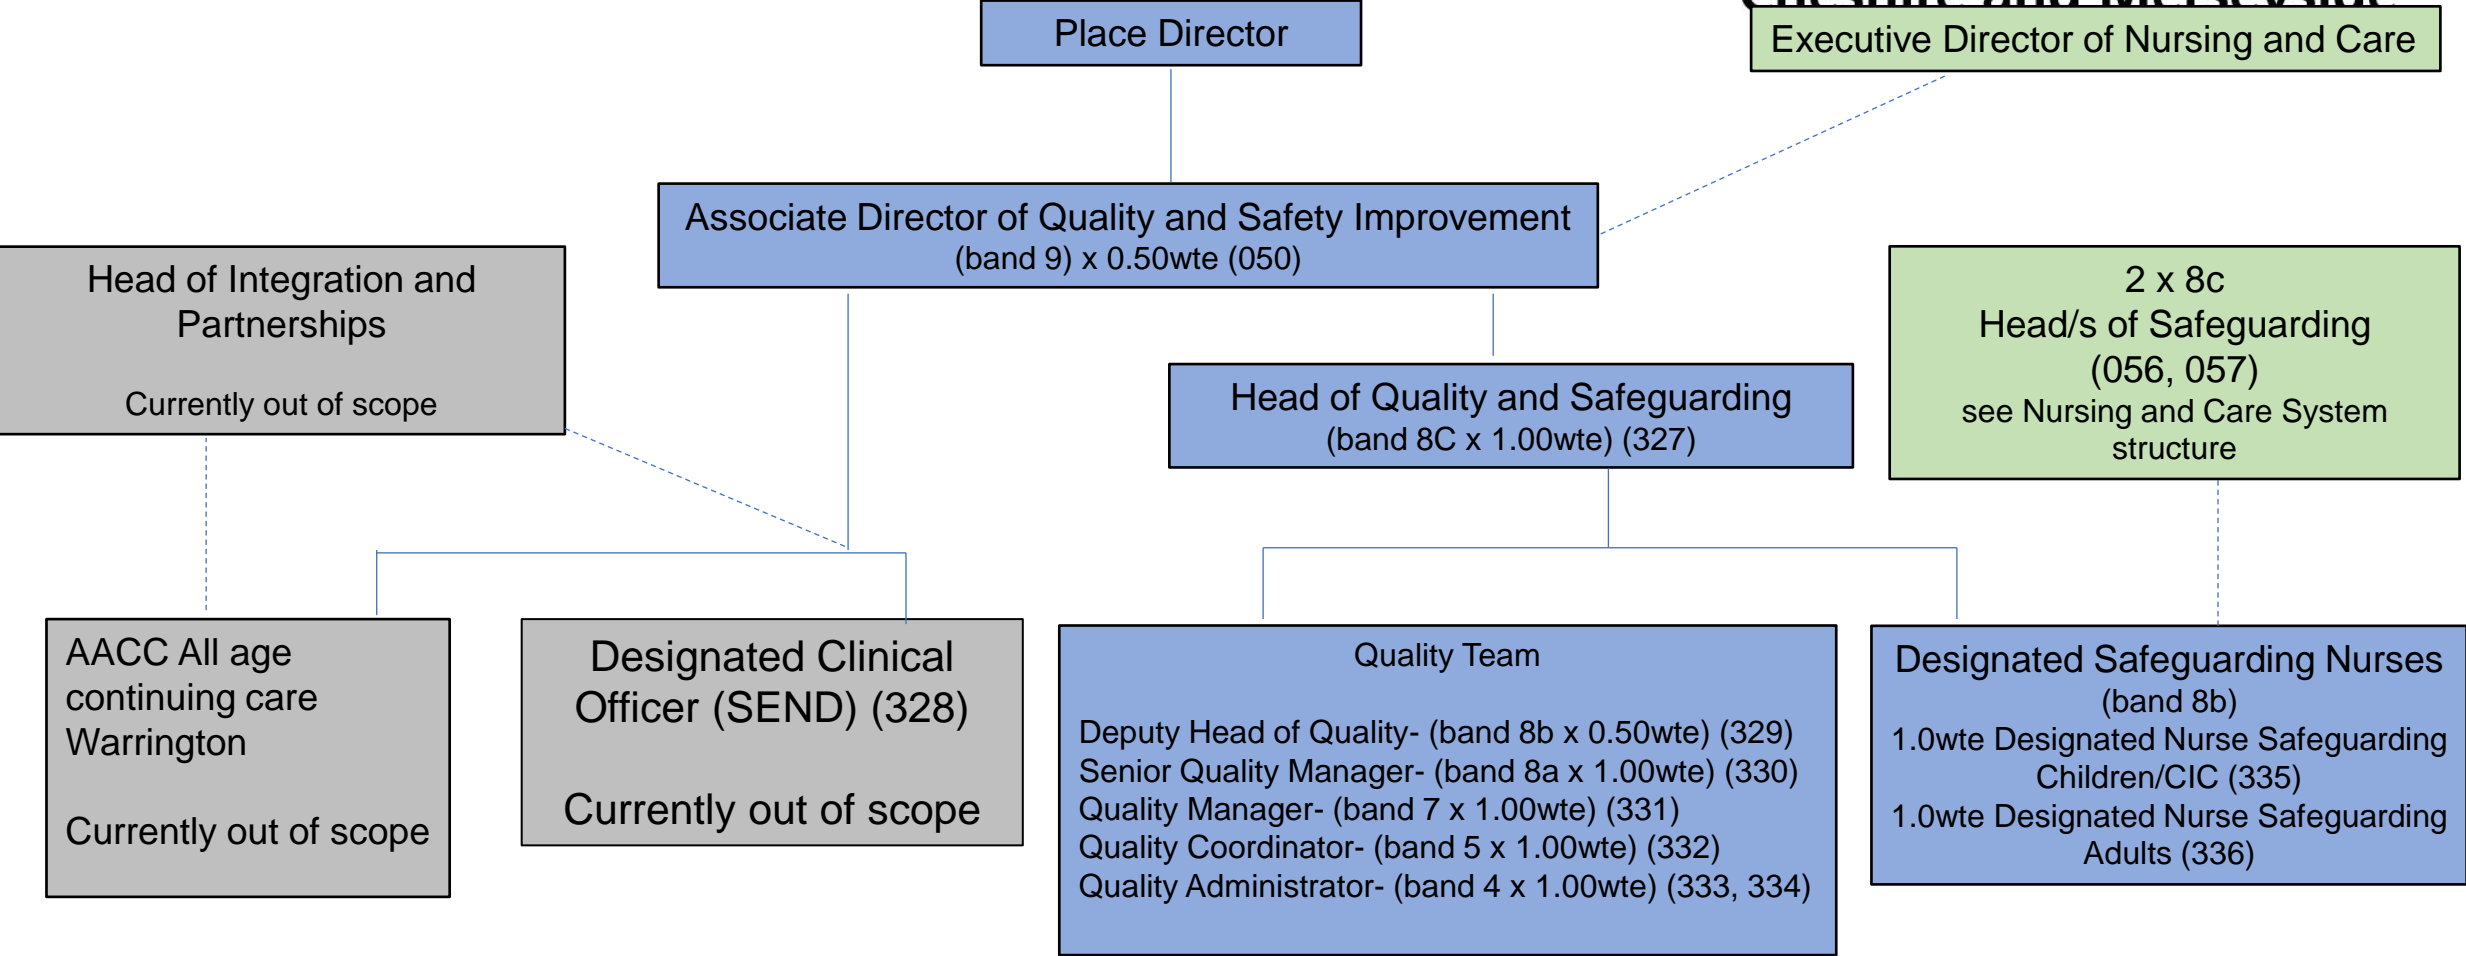 Cheshire and Merseyside
Place Director
Executive Director of Nursing and Care
Associate Director of Quality and Safety Improvement
(band 9) x 0.50wte (050)
Head of Integration and
Partnerships
Currently out of scope
2 x 8c
Head/s of Safeguarding
(056, 057)
see Nursing and Care System
structure
Head of Quality and Safeguarding
(band 8C x 1.00wte) (327)
AACC All age
continuing care
Warrington
Currently out of scope
Designated Clinical
Officer (SEND) (328)
Currently out of scope
Quality Team
Deputy Head of Quality- (band 8b x 0.50wte) (329)
Senior Quality Manager- (band 8a x 1.00wte) (330)
Quality Manager- (band 7 x 1.00wte) (331)
Quality Coordinator- (band 5 x 1.00wte) (332)
Quality Administrator- (band 4 x 1.00wte) (333, 334)
Designated Safeguarding Nurses
(band 8b)
1.0wte Designated Nurse Safeguarding
Children/CIC (335)
1.0wte Designated Nurse Safeguarding
Adults (336)